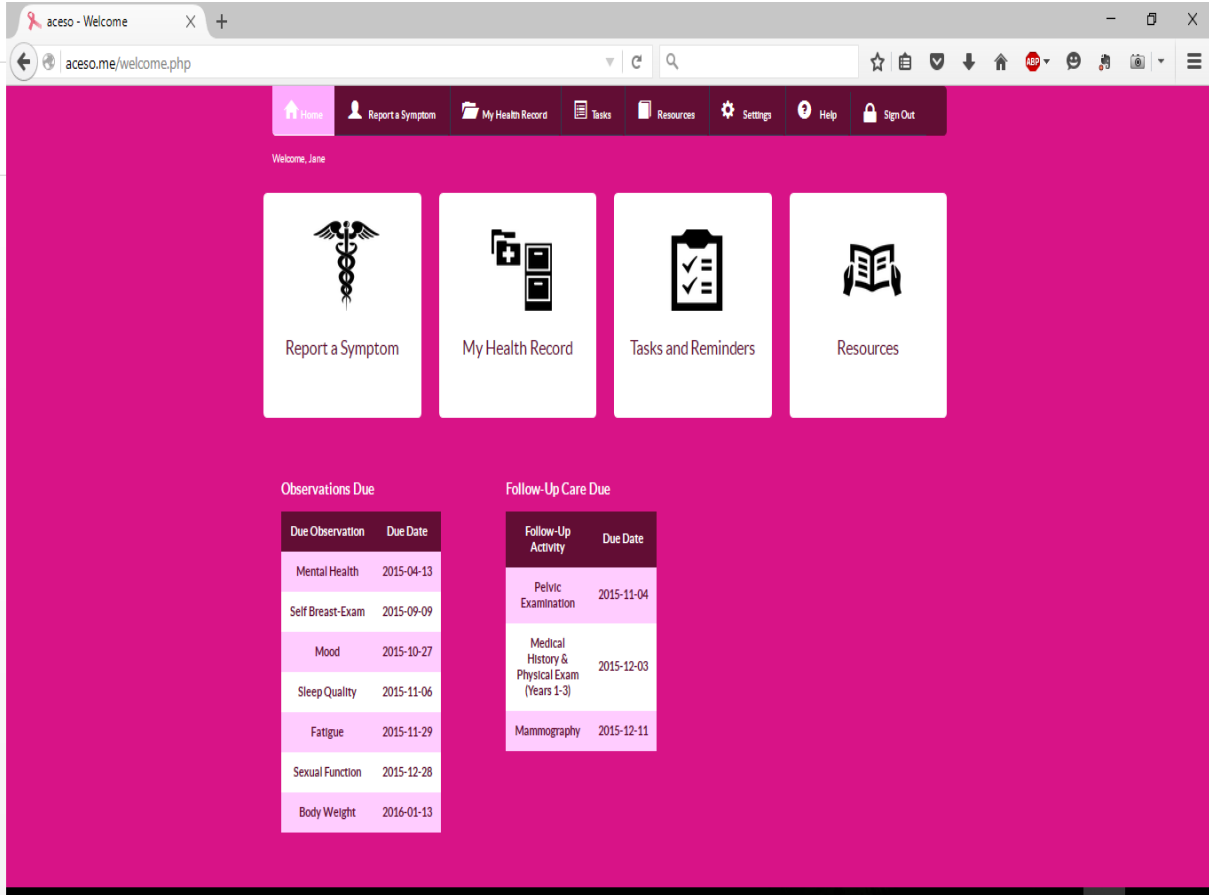 aceso - Welcome
aceso.me/welcome.php
ABP
Home Report a Symptom My Health Record Tasks Resources Settings Help Sign Out
Welcome, Jane
Report a Symptom My Health Record Tasks and Reminders Resources
Observations Due
Due Observation Due Date
Mental Health 2015-04-13
Self Breast-Exam 2015-09-09
Mood 2015-10-27
Sleep Quality 2015-11-06
Fatigue 2015-11-29
Sexual Function 2015-12-28
Body Weight 2016-01-13
Follow-Up Care Due
Follow-Up
Activity
Due Date
Pelvic
Examination
2015-11-04
Medical
History &
Physical Exam
(Years 1-3)
2015-12-03
Mammography 2015-12-11